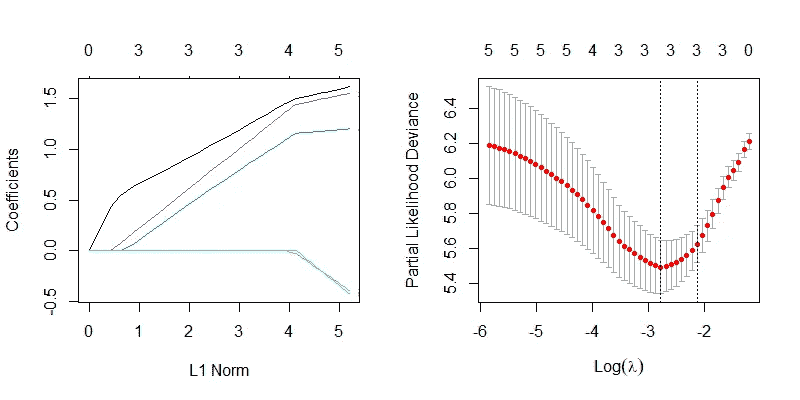 0 3 3 3 4 5
Coefficients
1.5
1.0
0.5
0.0
-0.5
0 1 2 3 4 5
L1 Norm
5 5 5 5 4 3 3 3 3 3 0
Partial Likelihood Deviance
6.4
6.2
6.0
5.8
5.6
5.4
-6 -5 -4 -3 -2
Log(λ)